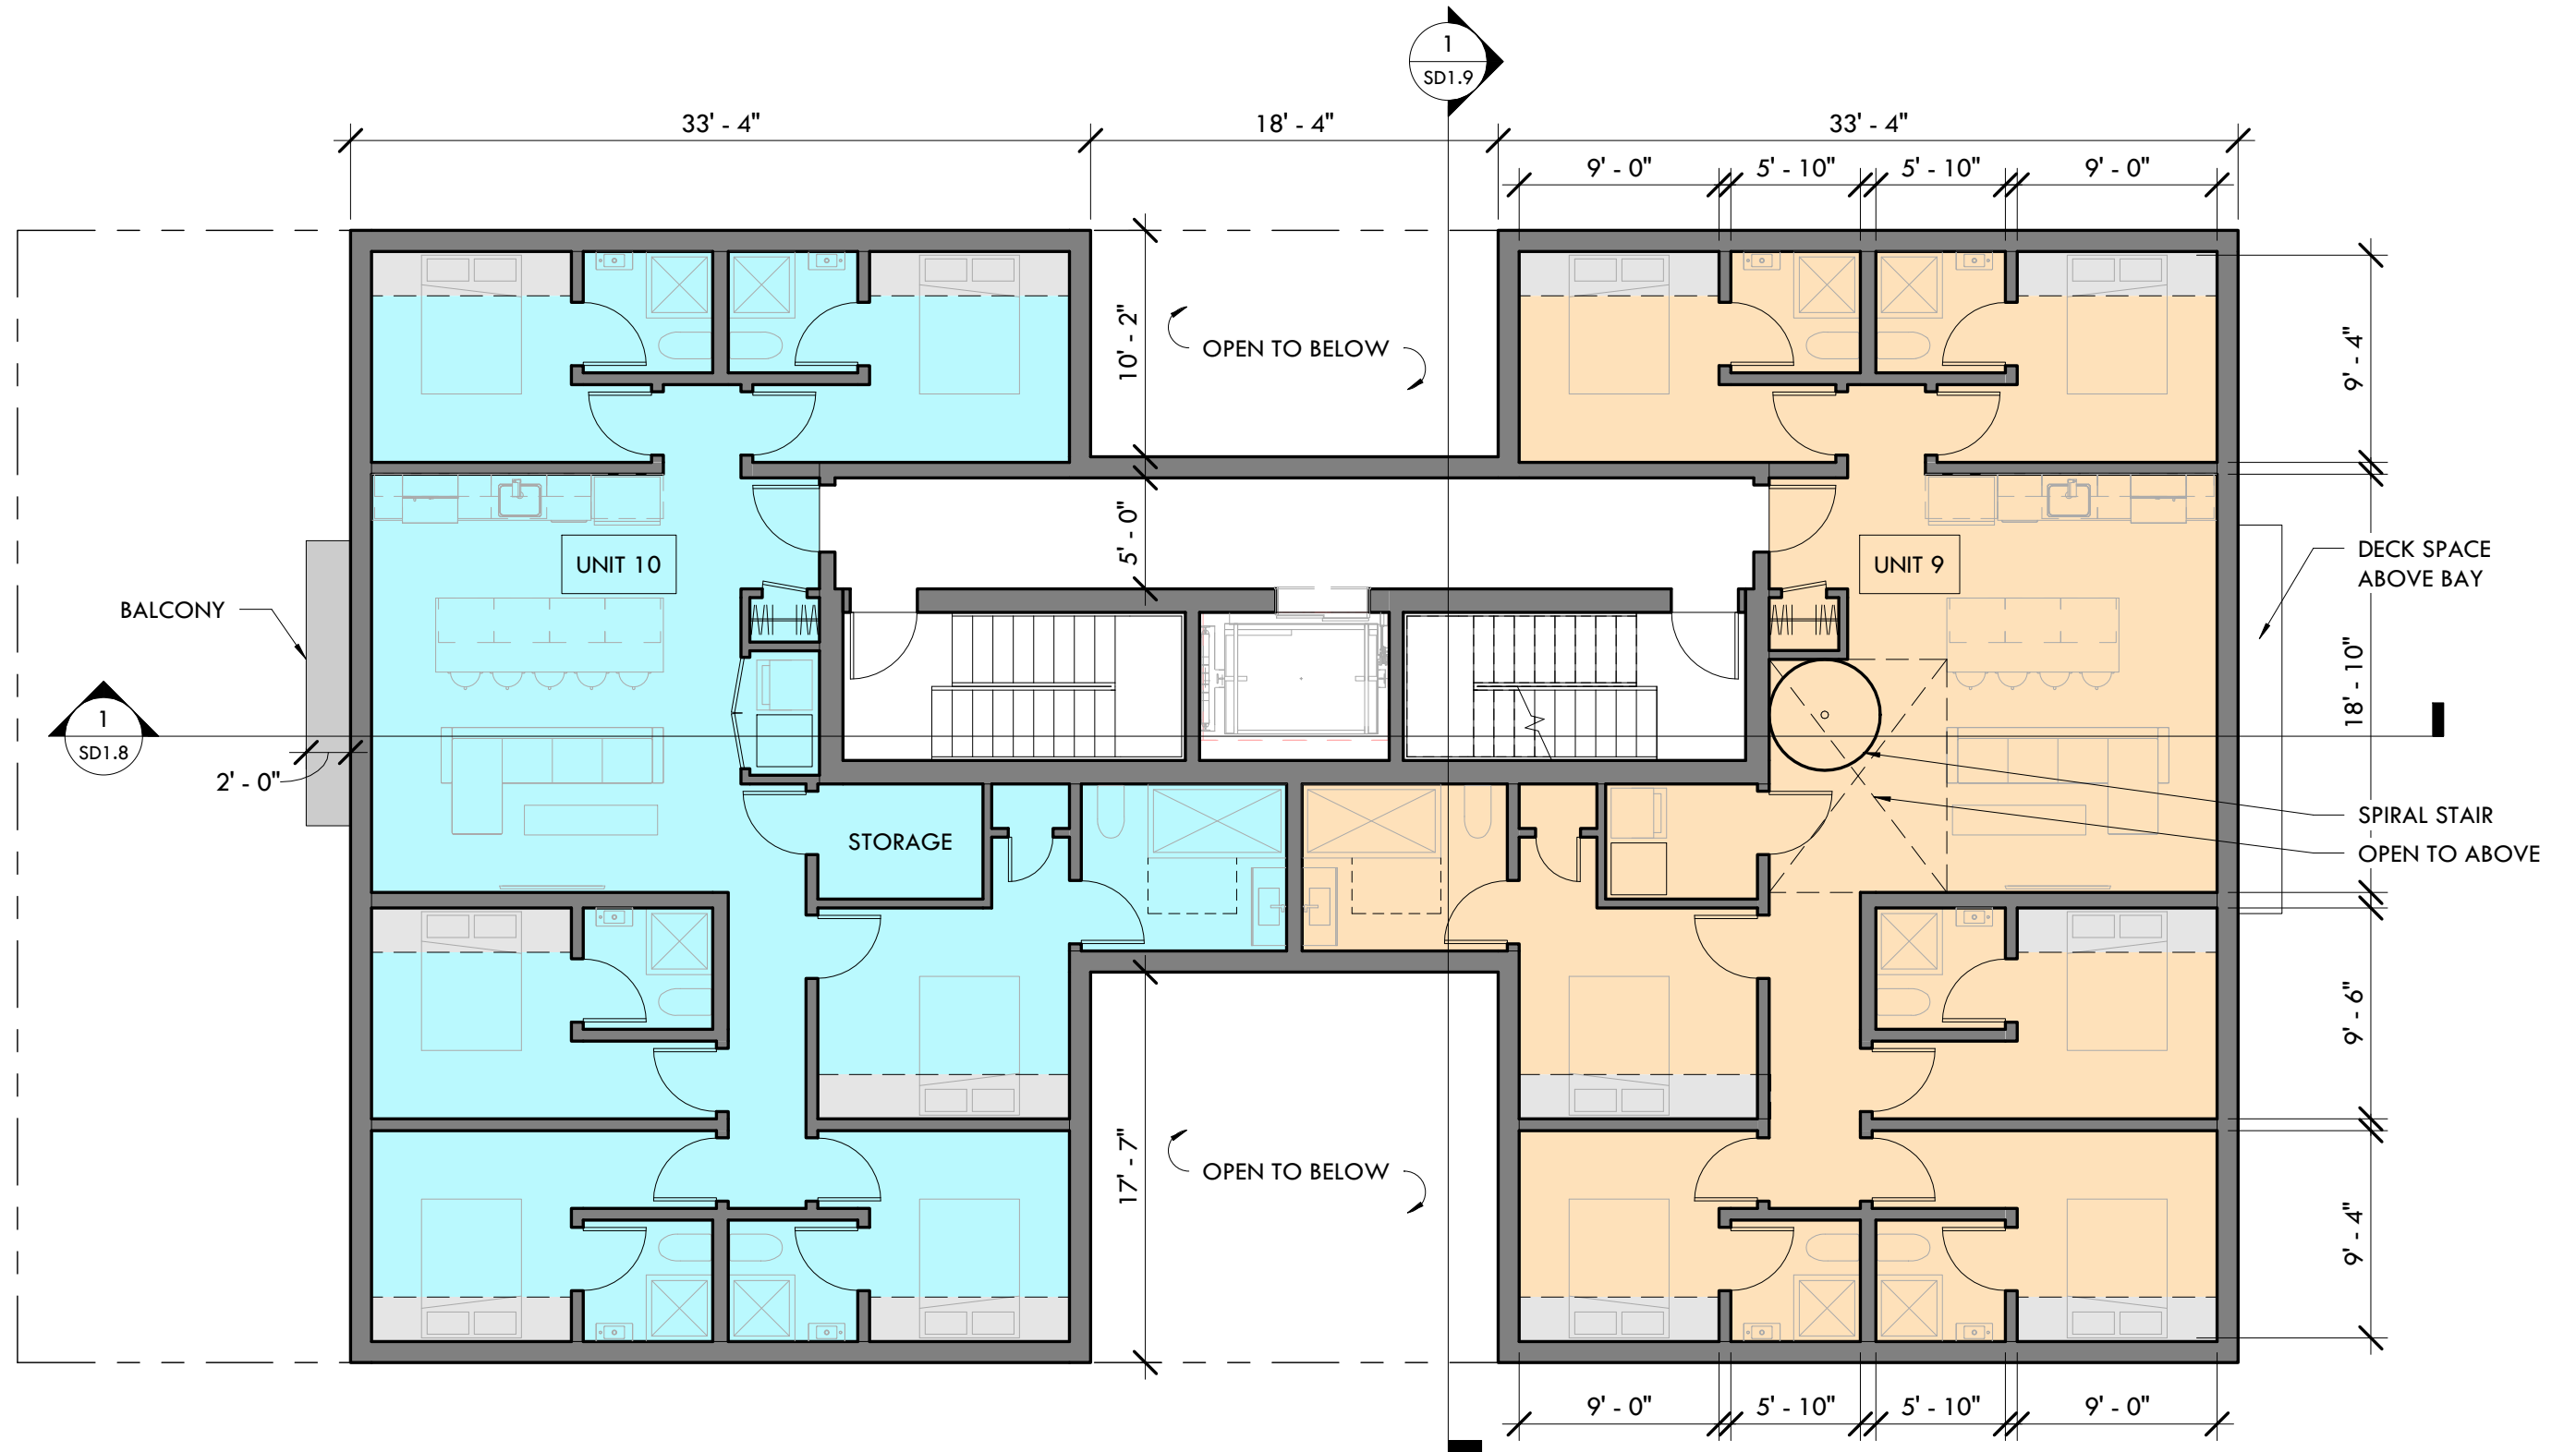 1
SD1.9
33' - 4"
18' - 4"
33' - 4"
9' - 0"
5' - 10"
5' - 10"
9' - 0"
10' - 2"
OPEN TO BELOW
9' - 4"
5' - 0"
UNIT 10
UNIT 9
DECK SPACE
ABOVE BAY
BALCONY
18' - 10"
1
SD1.8
2' - 0"
STORAGE
SPIRAL STAIR
OPEN TO ABOVE
9' - 6"
17' - 7"
OPEN TO BELOW
9' - 4"
9' - 0"
5' - 10"
5' - 10"
9' - 0"